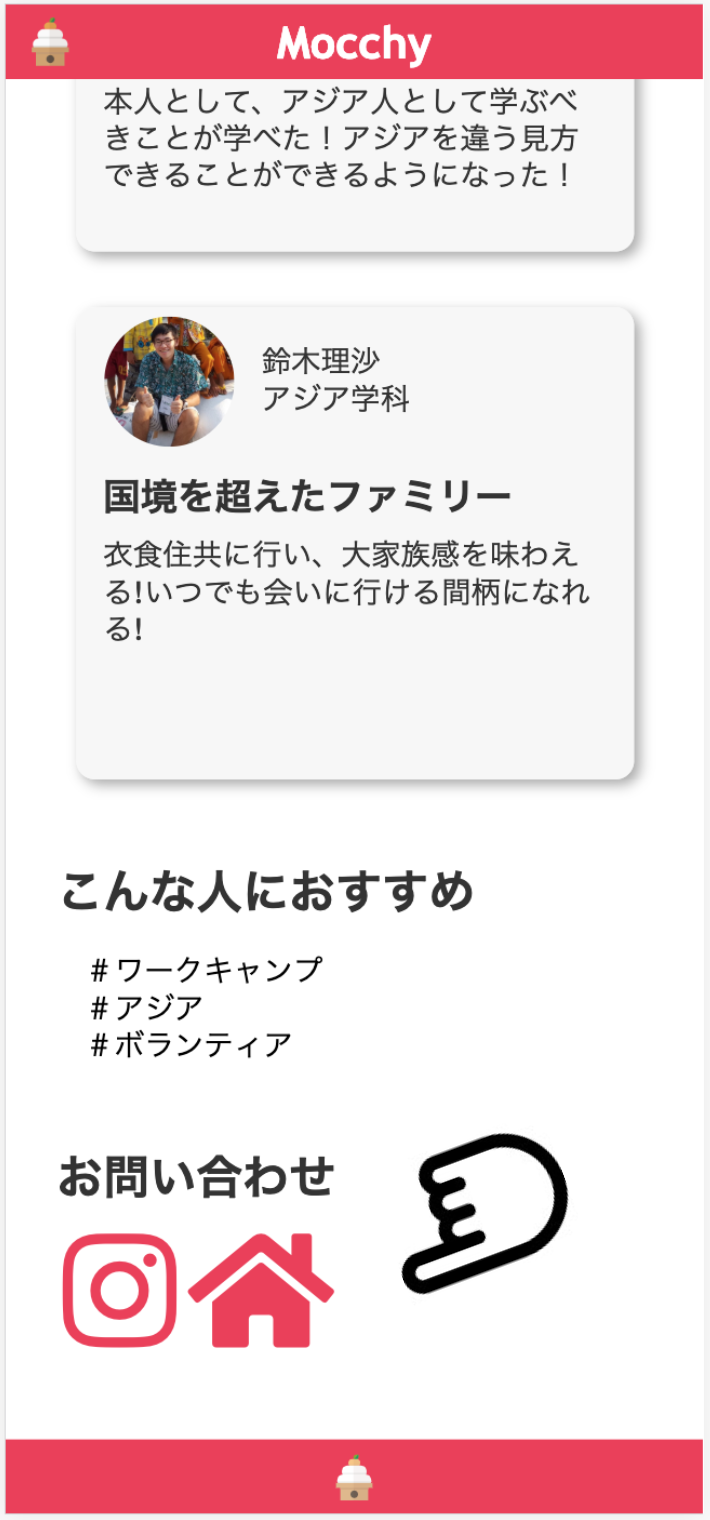 Mocchy
本人として、アジア人として学ぶべ
きことが学べた！アジアを違う見方
できることができるようになった！
鈴木理沙
アジア学科
国境を超えたファミリー
衣食住共に行い、大家族感を味わえ
る!いつでも会いに行ける間柄になれ
る!
こんな人におすすめ
# ワークキャンプ
# アジア
# ボランティア
お問い合わせ